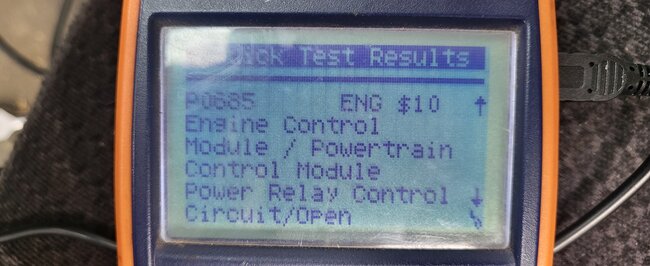 Test Results
P0685 ENG $10
Engine Control
Module / Powertrain
Control Module
Power Relay Control
Circuit/Open